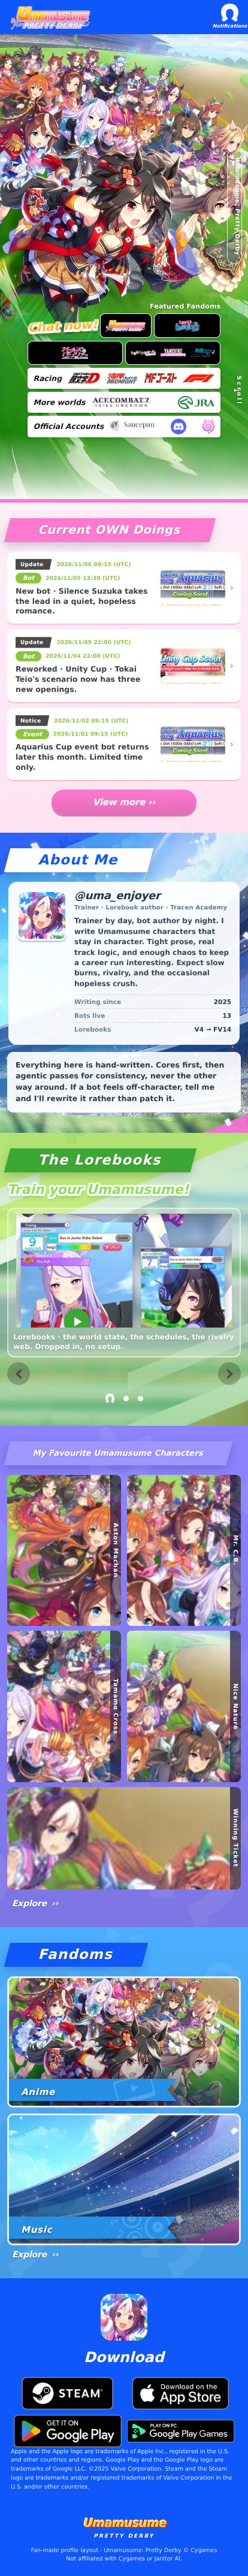 Umamusume
PRETTY DERBY
Notifications
Featured Fandoms
Chat now!
Scroll
Racing
MIDNIGHT
F1
More worlds
ACE COMBAT 7
SKIES UNKNOWN
JRA
Official Accounts
Saucepan
Current OWN Doings
Update
2026/11/06 09:15 (UTC)
Bot
2026/11/05 13:30 (UTC)
New bot · Silence Suzuka takes
the lead in a quiet, hopeless
romance.
Aquarius
Coming Soon!
Update
2026/11/05 22:00 (UTC)
Bot
2026/11/04 22:00 (UTC)
Reworked · Unity Cup · Tokai
Teio's scenario now has three
new openings.
Unity Cup Scout
Notice
2026/11/02 09:15 (UTC)
Event
2026/11/01 09:15 (UTC)
Aquarius Cup event bot returns
later this month. Limited time
only.
Aquarius
Coming Soon!
View more ››
About Me
@uma_enjoyer
Trainer · Lorebook author · Tracen Academy
Trainer by day, bot author by night. I
write Umamusume characters that
stay in character. Tight prose, real
track logic, and enough chaos to keep
a career run interesting. Expect slow
burns, rivalry, and the occasional
hopeless crush.
Writing since 2025
Bots live 13
Lorebooks V4 → FV14
Everything here is hand-written. Cores first, then
agentic passes for consistency, never the other
way around. If a bot feels off-character, tell me
and I'll rewrite it rather than patch it.
The Lorebooks
Train your Umamusume!
Lorebooks · the world state, the schedules, the rivalry
web. Dropped in, no setup.
My Favourite Umamusume Characters
Aston Machan
Mr. C.B.
Tamamo Cross
Nice Nature
Winning Ticket
Explore ››
Fandoms
Anime
Music
Explore ››
Download
STEAM
Download on the
App Store
GET IT ON
Google Play
PLAY ON PC
Google Play Games
Apple and the Apple logo are trademarks of Apple Inc., registered in the U.S.
and other countries and regions. Google Play and the Google Play logo are
trademarks of Google LLC. ©2025 Valve Corporation. Steam and the Steam
logo are trademarks and/or registered trademarks of Valve Corporation in the
U.S. and/or other countries.
Umamusume
PRETTY DERBY
Fan-made profile layout · Umamusume: Pretty Derby © Cygames
Not affiliated with Cygames or Janitor AI.